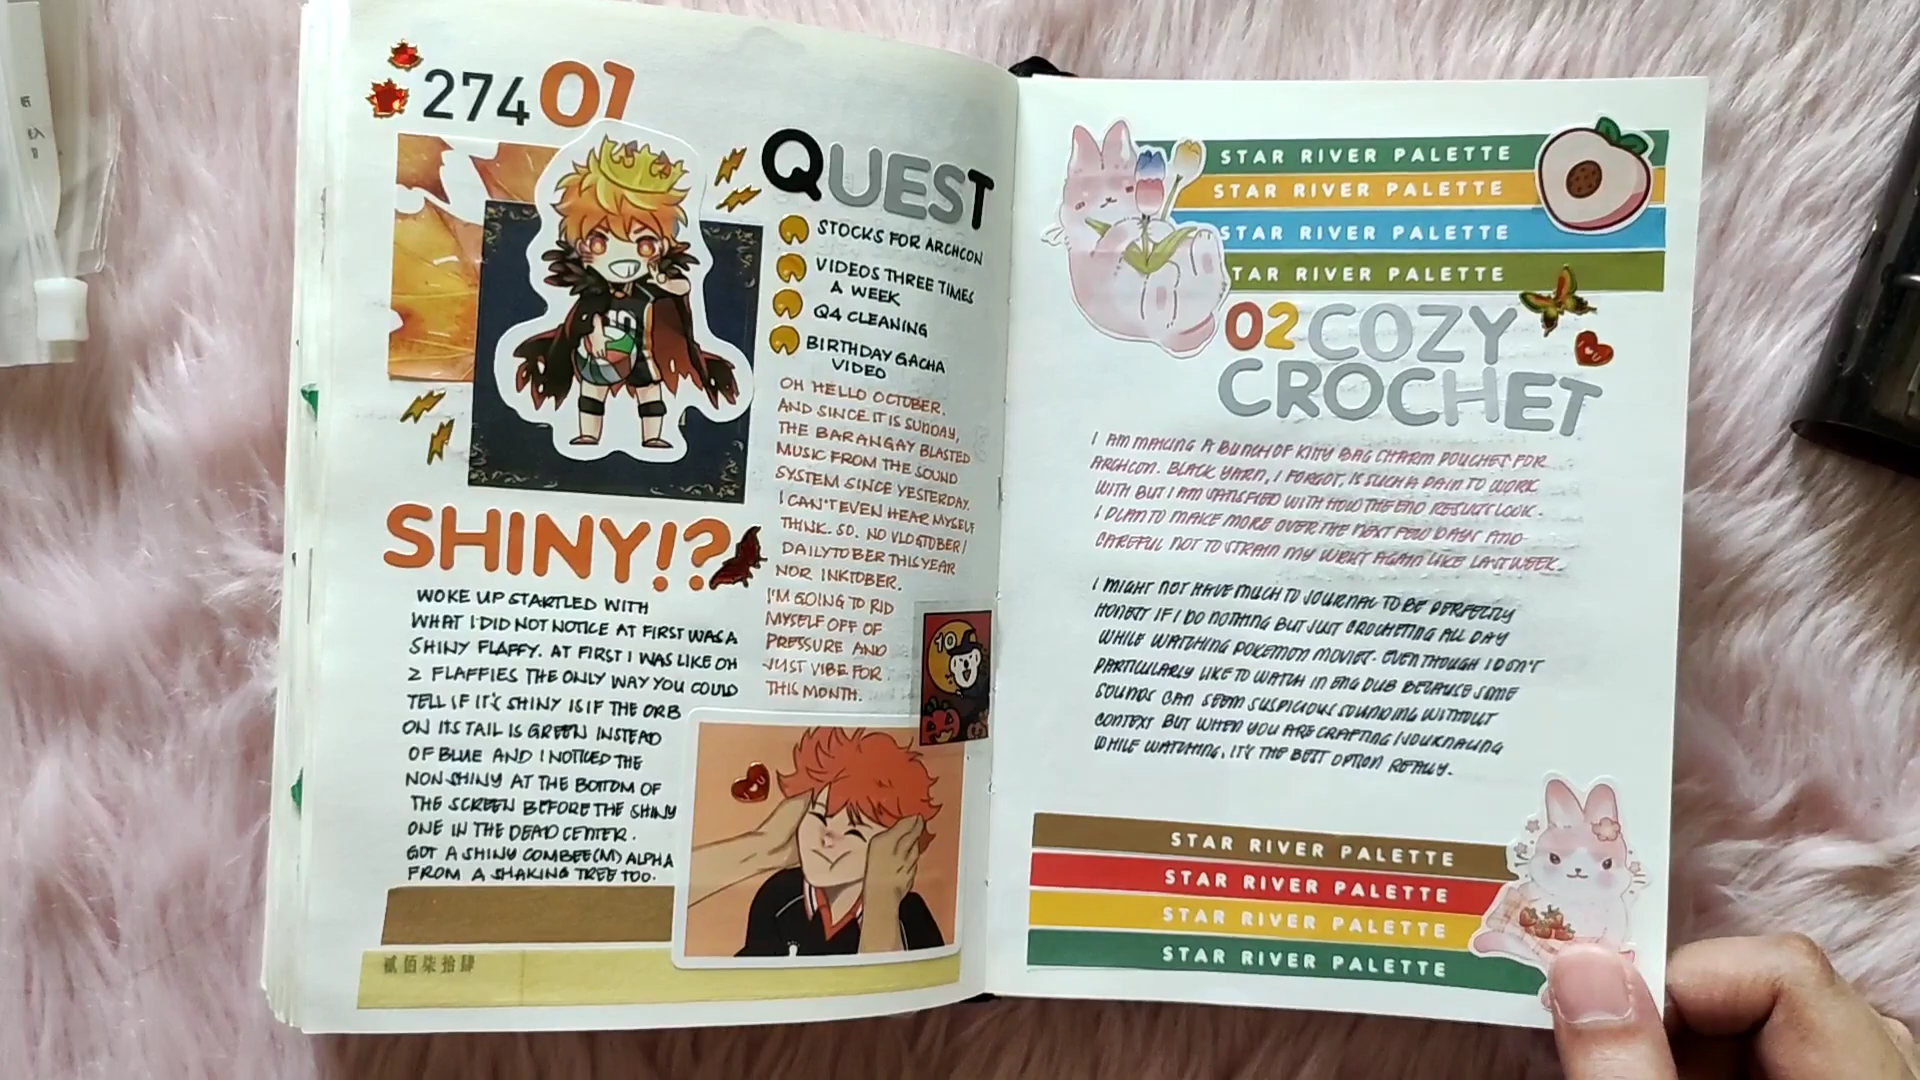 274 01
QUEST
STOCKS FOR ARCHCON
VIDEOS THREE TIMES
A WEEK
Q4 CLEANING
BIRTHDAY GACHA
VIDEO
OH HELLO OCTOBER.
AND SINCE IT IS SUNDAY,
THE BARANGAY BLASTED
MUSIC FROM THE SOUND
SYSTEM SINCE YESTERDAY.
I CAN'T EVEN HEAR MYSELF
THINK. SO. NO VLOGTOBER/
DAILYTOBER THIS YEAR
NOR INKTOBER.
I'M GOING TO RID
MYSELF OFF OF
PRESSURE AND
JUST VIBE FOR
THIS MONTH.
10
SHINY!?
WOKE UP STARTLED WITH
WHAT I DID NOT NOTICE AT FIRST WAS A
SHINY FLAFFY. AT FIRST I WAS LIKE OH
2 FLAFFIES THE ONLY WAY YOU COULD
TELL IF IT'S SHINY IS IF THE ORB
ON ITS TAIL IS GREEN INSTEAD
OF BLUE AND I NOTICED THE
NON SHINY AT THE BOTTOM OF
THE SCREEN BEFORE THE SHINY
ONE IN THE DEAD CENTER.
GOT A SHINY COMBEE(M) ALPHA
FROM A SHAKING TREE TOO.
貳佰柒拾肆
STAR RIVER PALETTE
STAR RIVER PALETTE
STAR RIVER PALETTE
TAR RIVER PALETTE
02 COZY
CROCHET
I AM MAKING A BUNCH OF KITTY BAG CHARM POUCHES FOR
ARCHCON. BLACK YARN, I FORGOT, IS SUCH A PAIN TO WORK
WITH BUT I AM SATISFIED WITH HOW THE END RESULTS LOOK.
I PLAN TO MAKE MORE OVER THE NEXT FEW DAYS AND
CAREFUL NOT TO STRAIN MY WRIST AGAIN LIKE LAST WEEK.
I MIGHT NOT HAVE MUCH TO JOURNAL TO BE PERFECTLY
HONEST IF I DO NOTHING BUT JUST CROCHETING ALL DAY
WHILE WATCHING POKEMON MOVIES. EVEN THOUGH I DON'T
PARTICULARLY LIKE TO WATCH IN ENG DUB BECAUSE SOME
SOUNDS CAN SEEM SUSPICIOUS SOUNDING WITHOUT
CONTEXT BUT WHEN YOU ARE CRAFTING/JOURNALING
WHILE WATCHING, IT'S THE BEST OPTION REALLY.
STAR RIVER PALETTE
STAR RIVER PALETTE
STAR RIVER PALETTE
STAR RIVER PALETTE